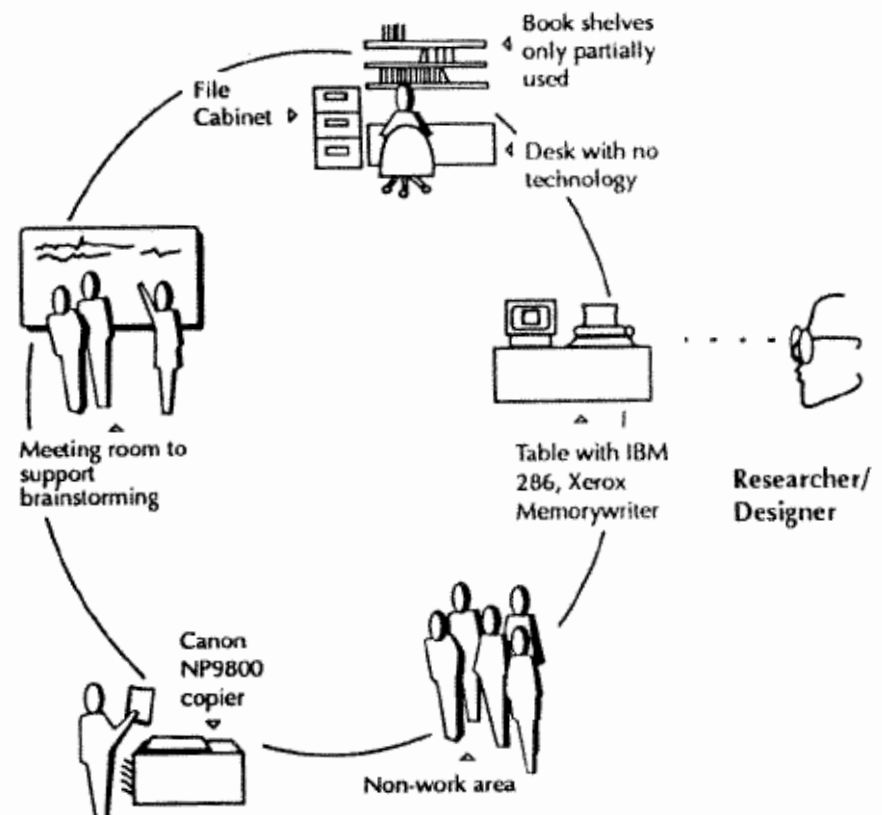 Book shelves
only partially
used
File
Cabinet
Desk with no
technology
Meeting room to
support
brainstorming
Table with IBM
286, Xerox
Memorywriter
Researcher/
Designer
Canon
NP9800
copier
Non-work area